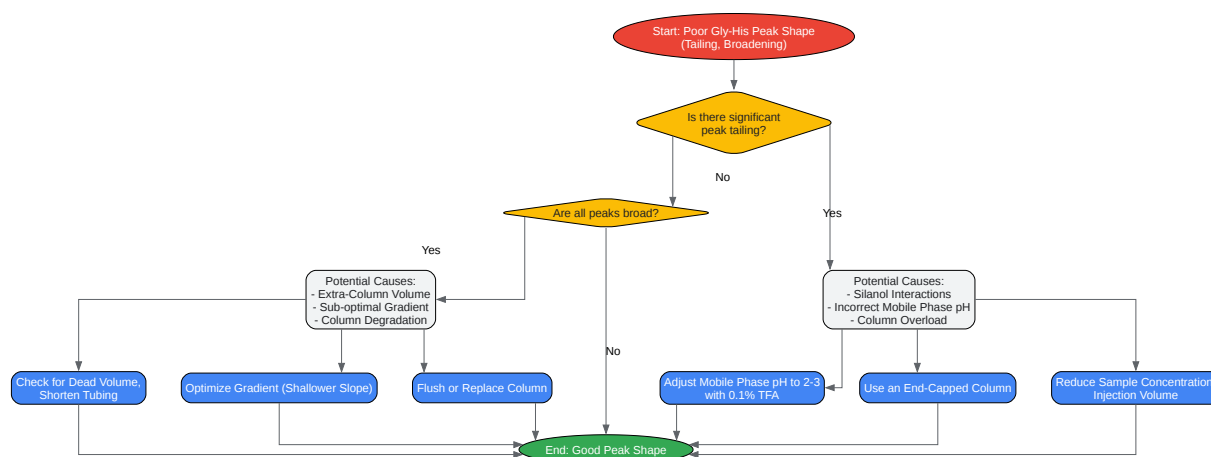 Start: Poor Gly-His Peak Shape
(Tailing, Broadening)
Is there significant
peak tailing?
No
Are all peaks broad?
Yes
Yes
Potential Causes:
- Extra-Column Volume
- Sub-optimal Gradient
- Column Degradation
Potential Causes:
- Silanol Interactions
- Incorrect Mobile Phase pH
- Column Overload
No
Check for Dead Volume,
Shorten Tubing
Optimize Gradient (Shallower Slope)
Flush or Replace Column
Adjust Mobile Phase pH to 2-3
with 0.1% TFA
Use an End-Capped Column
Reduce Sample Concentration
Injection Volume
End: Good Peak Shape